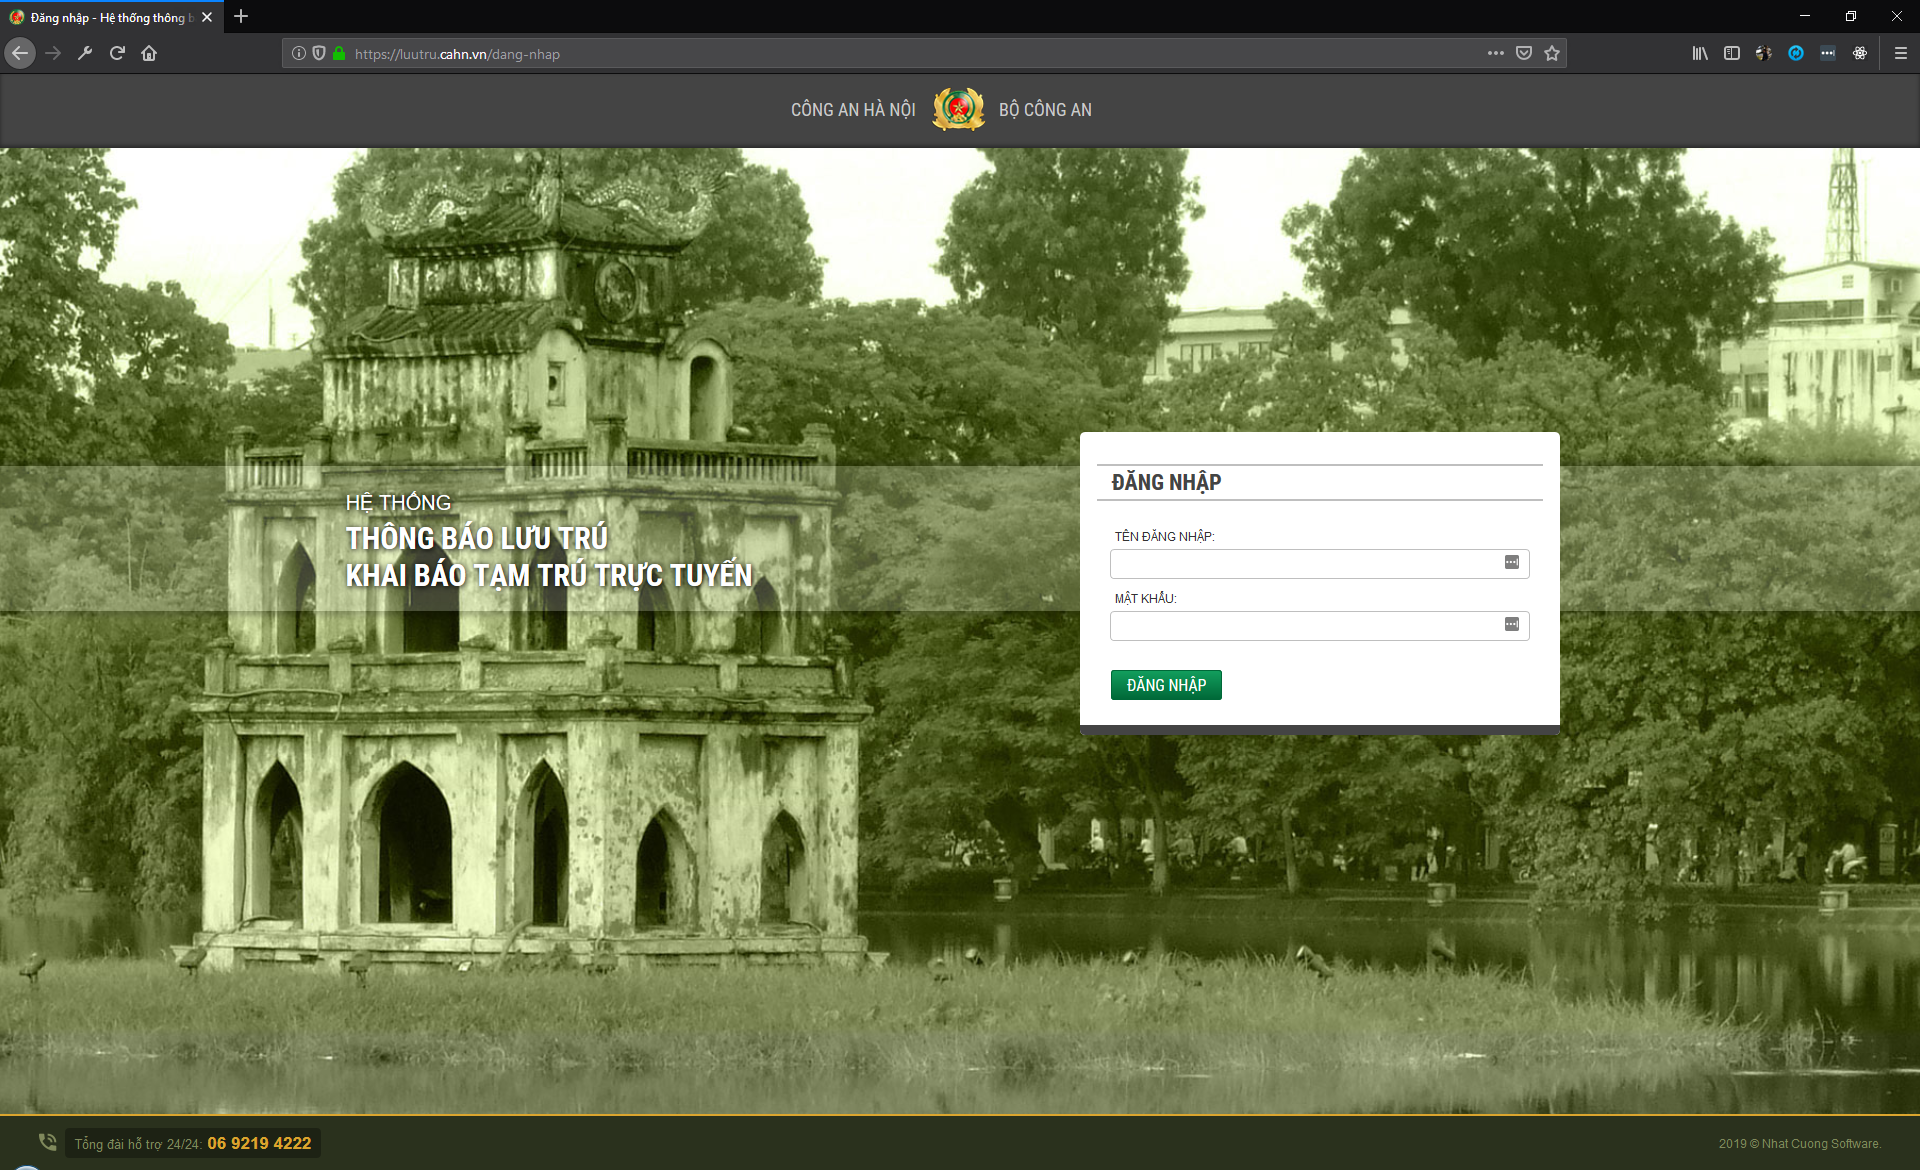 Đăng nhập - Hệ thống thông b
https://luutru.cahn.vn/dang-nhap
CÔNG AN HÀ NỘI
BỘ CÔNG AN
HỆ THỐNG
THÔNG BÁO LƯU TRÚ
KHAI BÁO TẠM TRÚ TRỰC TUYẾN
ĐĂNG NHẬP
TÊN ĐĂNG NHẬP:
MẬT KHẨU:
ĐĂNG NHẬP
Tổng đài hỗ trợ 24/24: 06 9219 4222
2019 © Nhat Cuong Software.